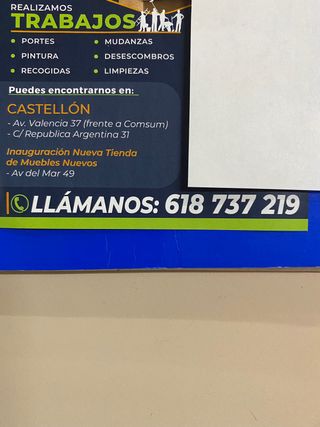 REALIZAMOS
TRABAJOS
• PORTES • MUDANZAS
• PINTURA • DESESCOMBROS
• RECOGIDAS • LIMPIEZAS
Puedes encontrarnos en:
CASTELLÓN
- Av. Valencia 37 (frente a Comsum)
- C/ Republica Argentina 31
Inauguración Nueva Tienda
de Muebles Nuevos
- Av del Mar 49
LLÁMANOS: 618 737 219